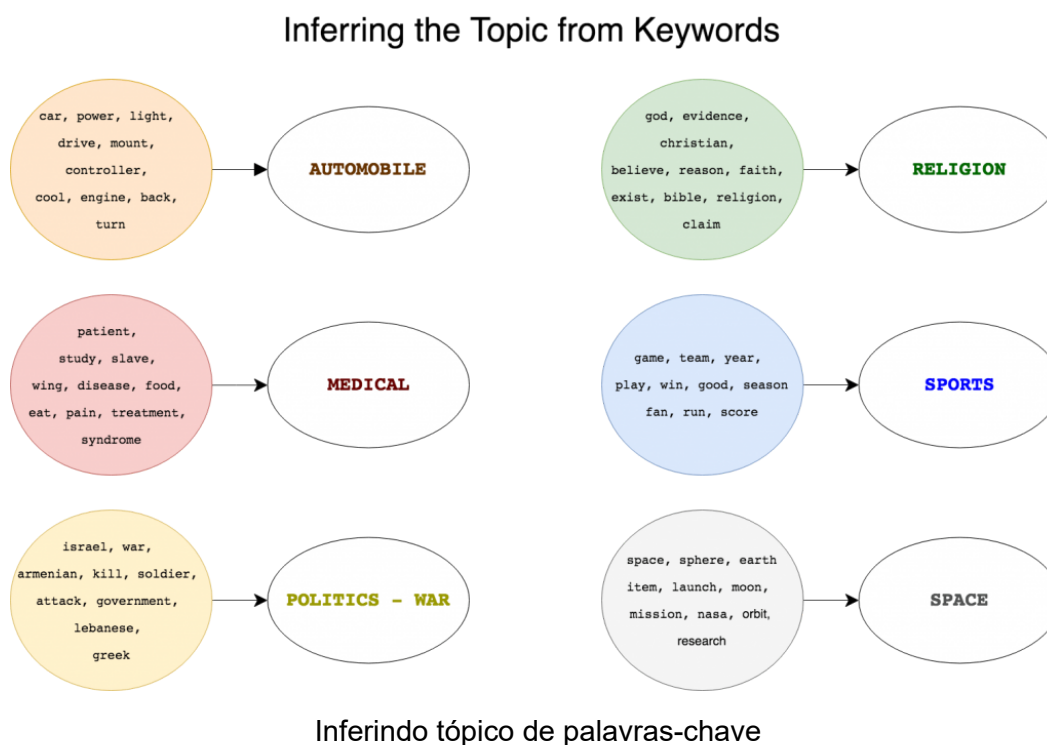 Inferring the Topic from Keywords
car, power, light,
drive, mount,
controller,
cool, engine, back,
turn
AUTOMOBILE
god, evidence,
christian,
believe, reason, faith,
exist, bible, religion,
claim
RELIGION
patient,
study, slave,
wing, disease, food,
eat, pain, treatment,
syndrome
MEDICAL
game, team, year,
play, win, good, season
fan, run, score
SPORTS
israel, war,
armenian, kill, soldier,
attack, government,
lebanese,
greek
POLITICS - WAR
space, sphere, earth
item, launch, moon,
mission, nasa, orbit,
research
SPACE
Inferindo tópico de palavras-chave